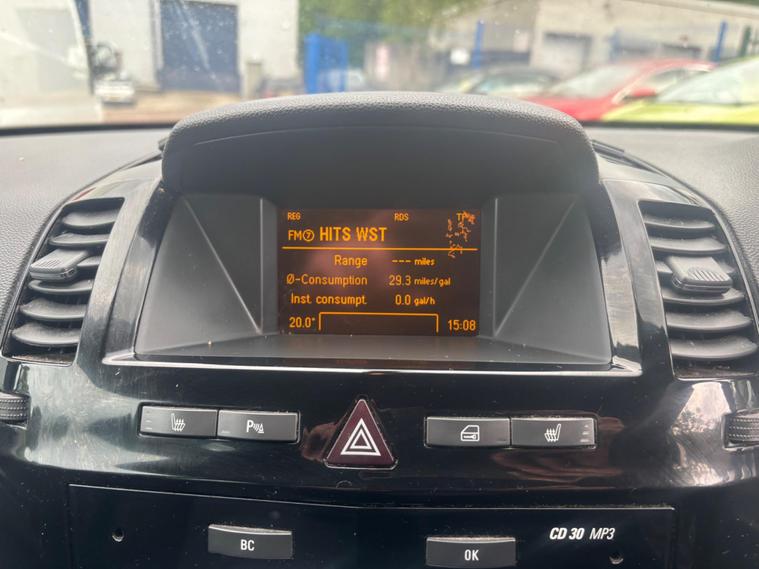 REG RDS TP
FM⑦ HITS WST
Range --- miles
Ø-Consumption 29.3 miles/gal
Inst. consumpt. 0.0 gal/h
20.0° 15:08
P
CD 30 MP3
BC
OK